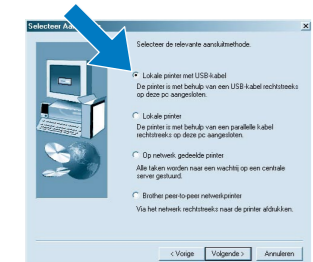 Selecteer
Selecteer de relevante aansluitmethode.
Lokale printer met USB-kabel
De printer is met behulp van een USB-kabel rechtstreeks
op deze pc aangesloten.
Lokale printer
De printer is met behulp van een parallelle kabel
rechtstreeks op deze pc aangesloten.
Op netwerk gedeelde printer
Alle taken worden naar een wachtrij op een centrale
server gestuurd.
Brother peer-to-peer netwerkprinter
Via het netwerk rechtstreeks naar de printer afdrukken.
< Vorige Volgende > Annuleren